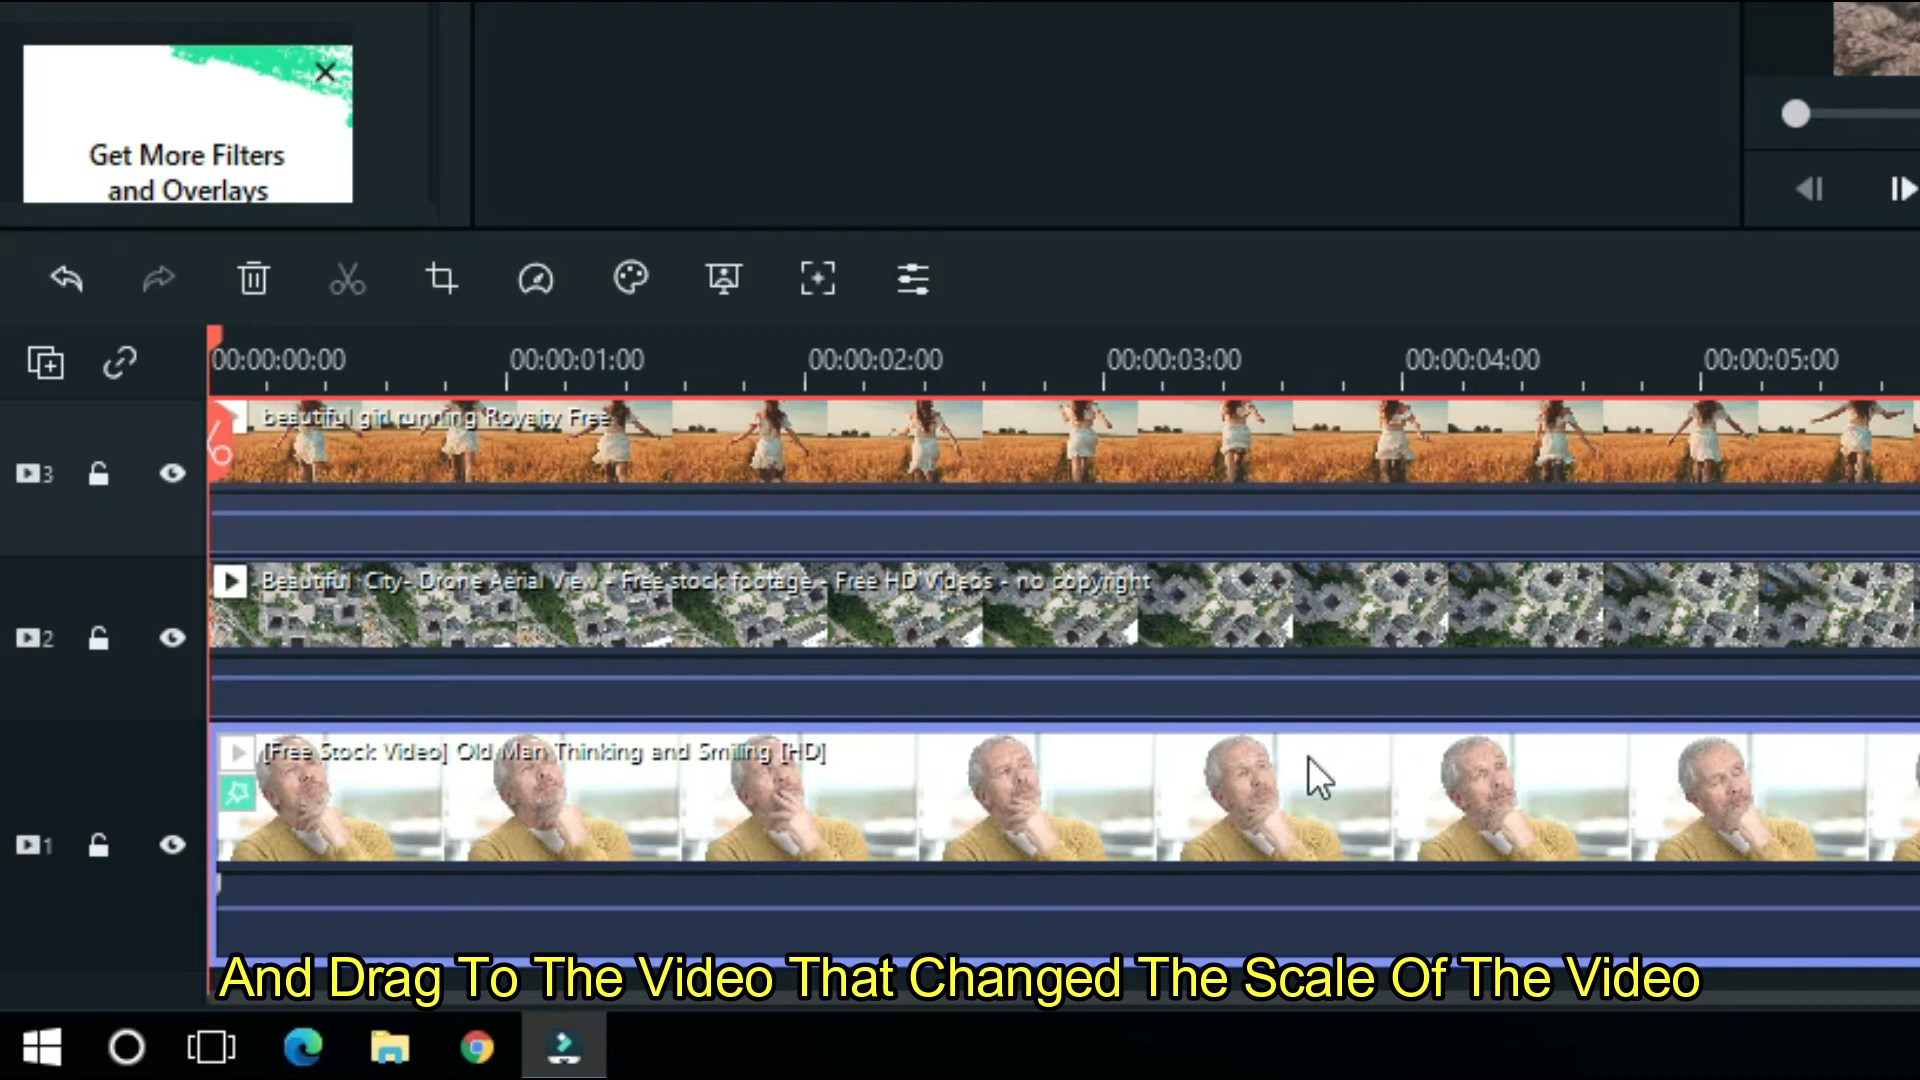 Get More Filters
and Overlays
00:00:00:00 00:00:01:00 00:00:02:00 00:00:03:00 00:00:04:00 00:00:05:00
beautiful girl running Royalty Free
3
Beautiful City- Drone Aerial View - Free stock footage - Free HD Videos - no copyright
2
[Free Stock Video] Old Man Thinking and Smiling [HD]
1
And Drag To The Video That Changed The Scale Of The Video